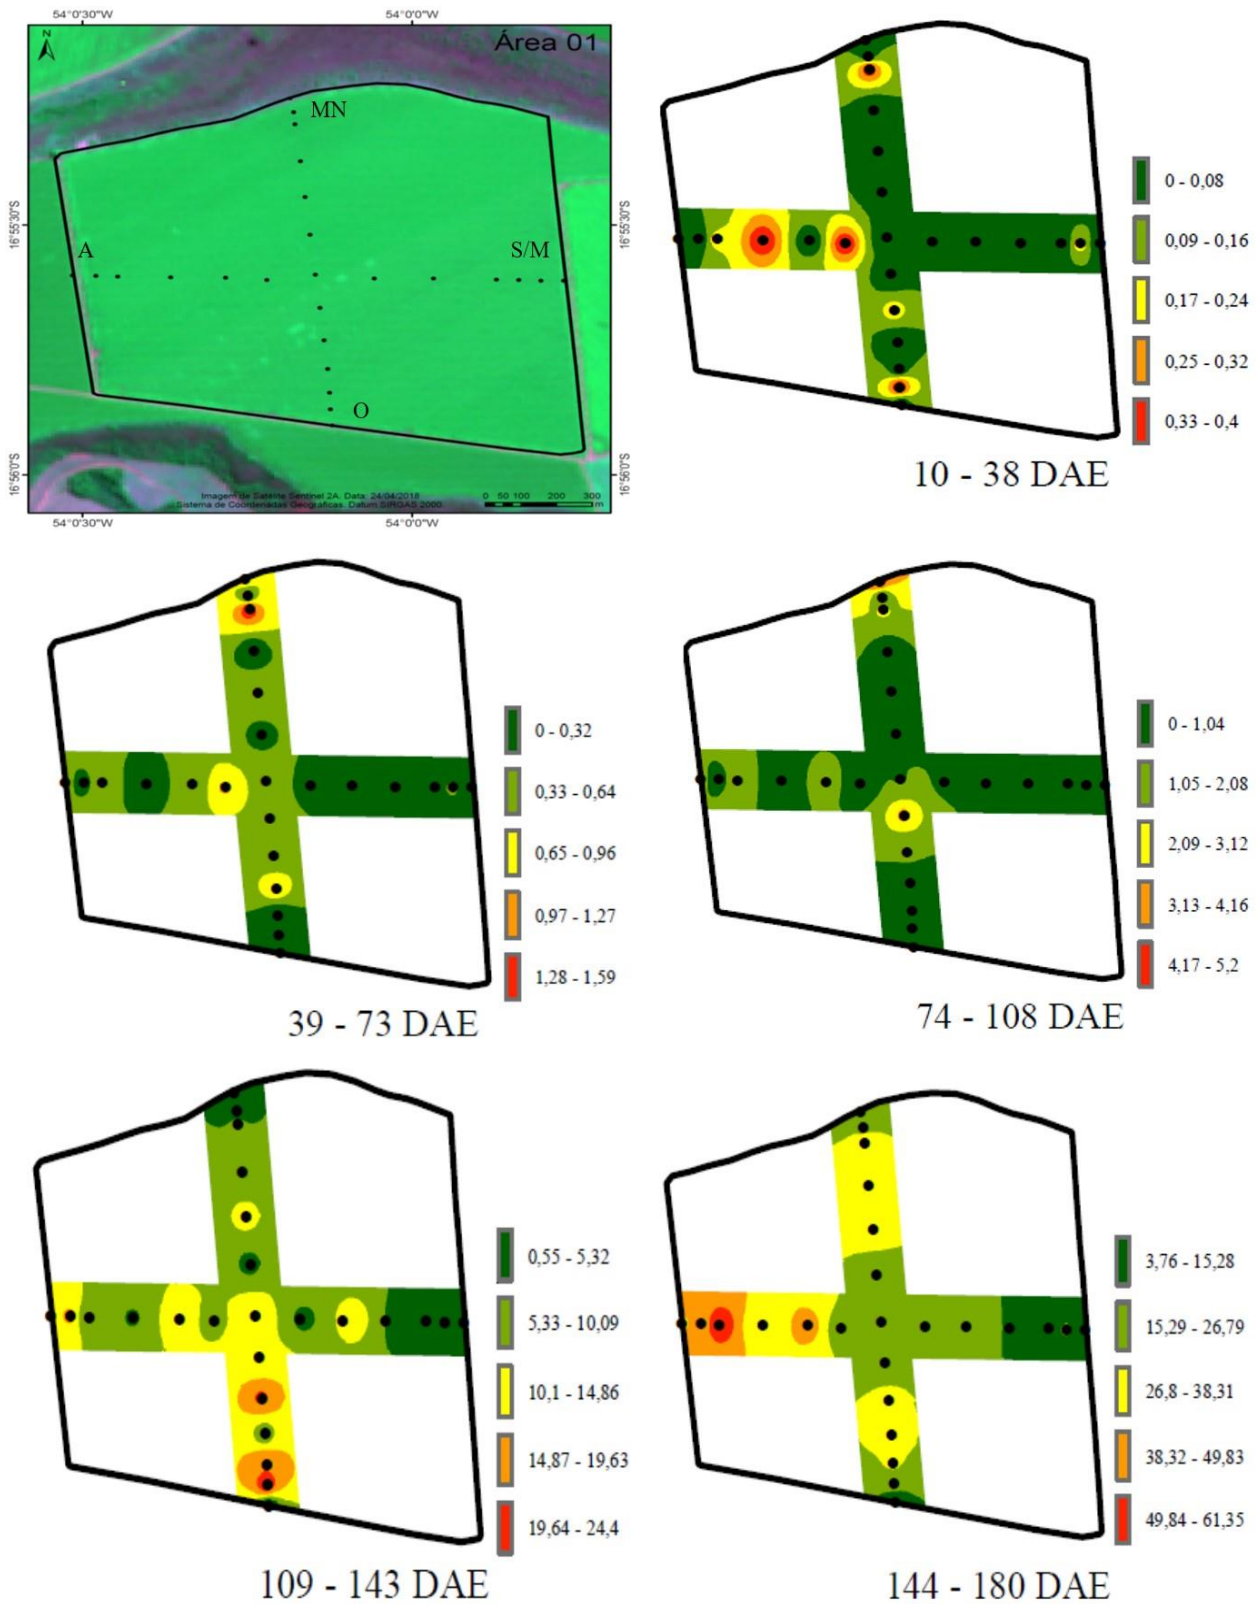 54°0'30"W 54°0'0"W
N
Área 01
MN
16°55'30"S 16°55'30"S
A S/M
O
16°56'0"S 16°56'0"S
Imagem de Satélite Sentinel 2A. Data: 24/04/2018
Sistema de Coordenadas Geográficas. Datum SIRGAS 2000
0 50 100 200 300
m
54°0'30"W 54°0'0"W
0 - 0,08
0,09 - 0,16
0,17 - 0,24
0,25 - 0,32
0,33 - 0,4
10 - 38 DAE
0 - 0,32
0,33 - 0,64
0,65 - 0,96
0,97 - 1,27
1,28 - 1,59
39 - 73 DAE
0 - 1,04
1,05 - 2,08
2,09 - 3,12
3,13 - 4,16
4,17 - 5,2
74 - 108 DAE
0,55 - 5,32
5,33 - 10,09
10,1 - 14,86
14,87 - 19,63
19,64 - 24,4
109 - 143 DAE
3,76 - 15,28
15,29 - 26,79
26,8 - 38,31
38,32 - 49,83
49,84 - 61,35
144 - 180 DAE